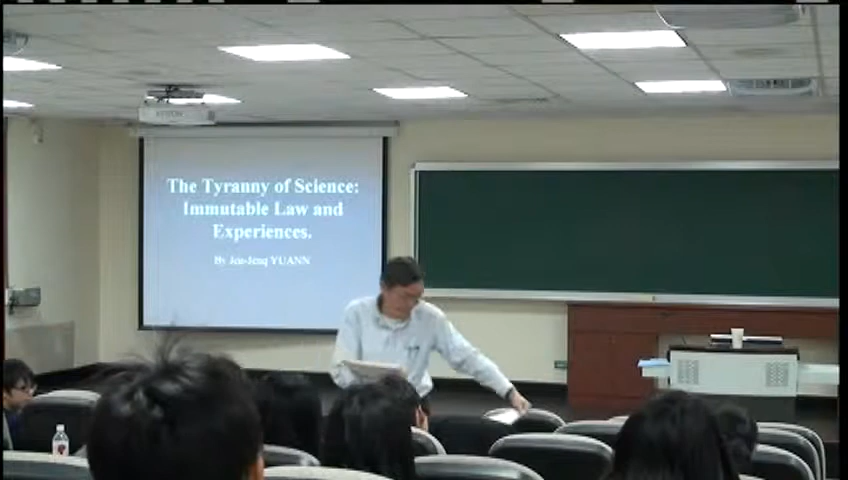 The Tyranny of Science:
Immutable Law and
Experiences.
By Jen-Jenq YUANN